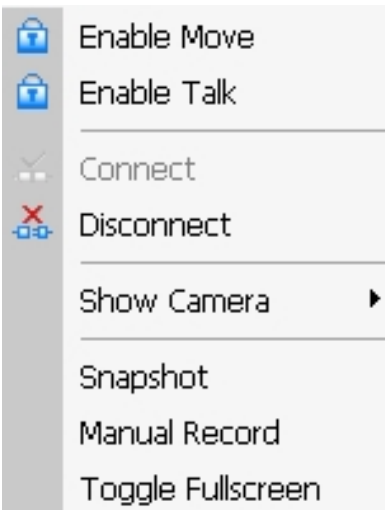 Enable Move
Enable Talk
Connect
Disconnect
Show Camera
Snapshot
Manual Record
Toggle Fullscreen